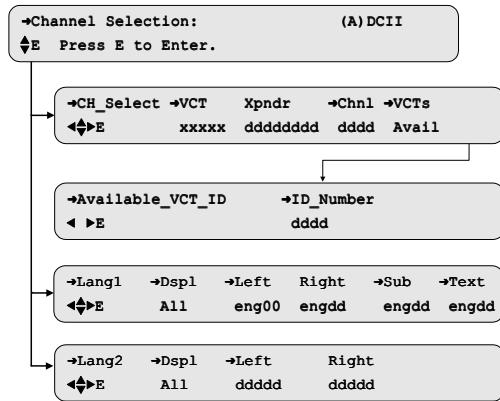 →Channel Selection: (A)DCII
E Press E to Enter.
→CH_Select →VCT Xpndr →Chnl →VCTs
E xxxxx dddddddd dddd Avail
→Available_VCT_ID →ID_Number
E dddd
→Lang1 →Dspl →Left Right →Sub →Text
E All eng00 engdd engdd engdd
→Lang2 →Dspl →Left Right
E All ddddd ddddd